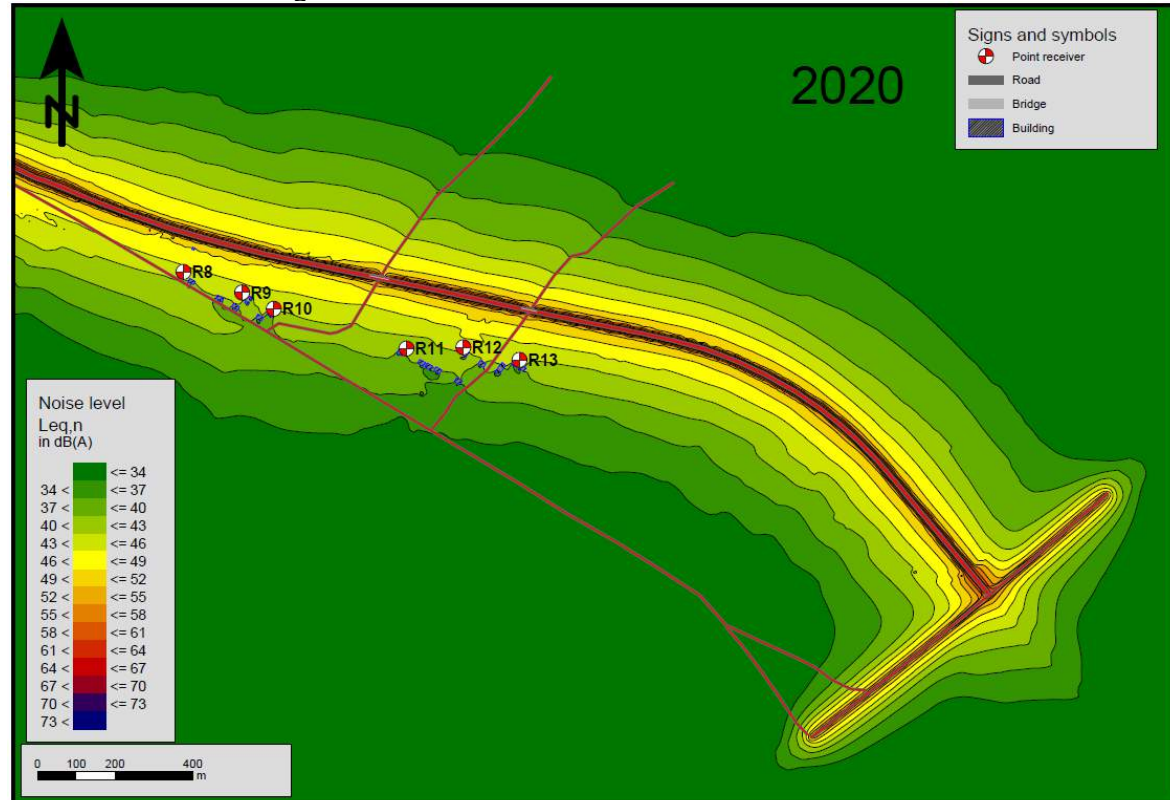 2020
N
Signs and symbols
Point receiver
Road
Bridge
Building
R8
R9
R10
R11
R12
R13
Noise level
Leq,n
in dB(A)
<= 34
34 < <= 37
37 < <= 40
40 < <= 43
43 < <= 46
46 < <= 49
49 < <= 52
52 < <= 55
55 < <= 58
58 < <= 61
61 < <= 64
64 < <= 67
67 < <= 70
70 < <= 73
73 <
0 100 200 400
m